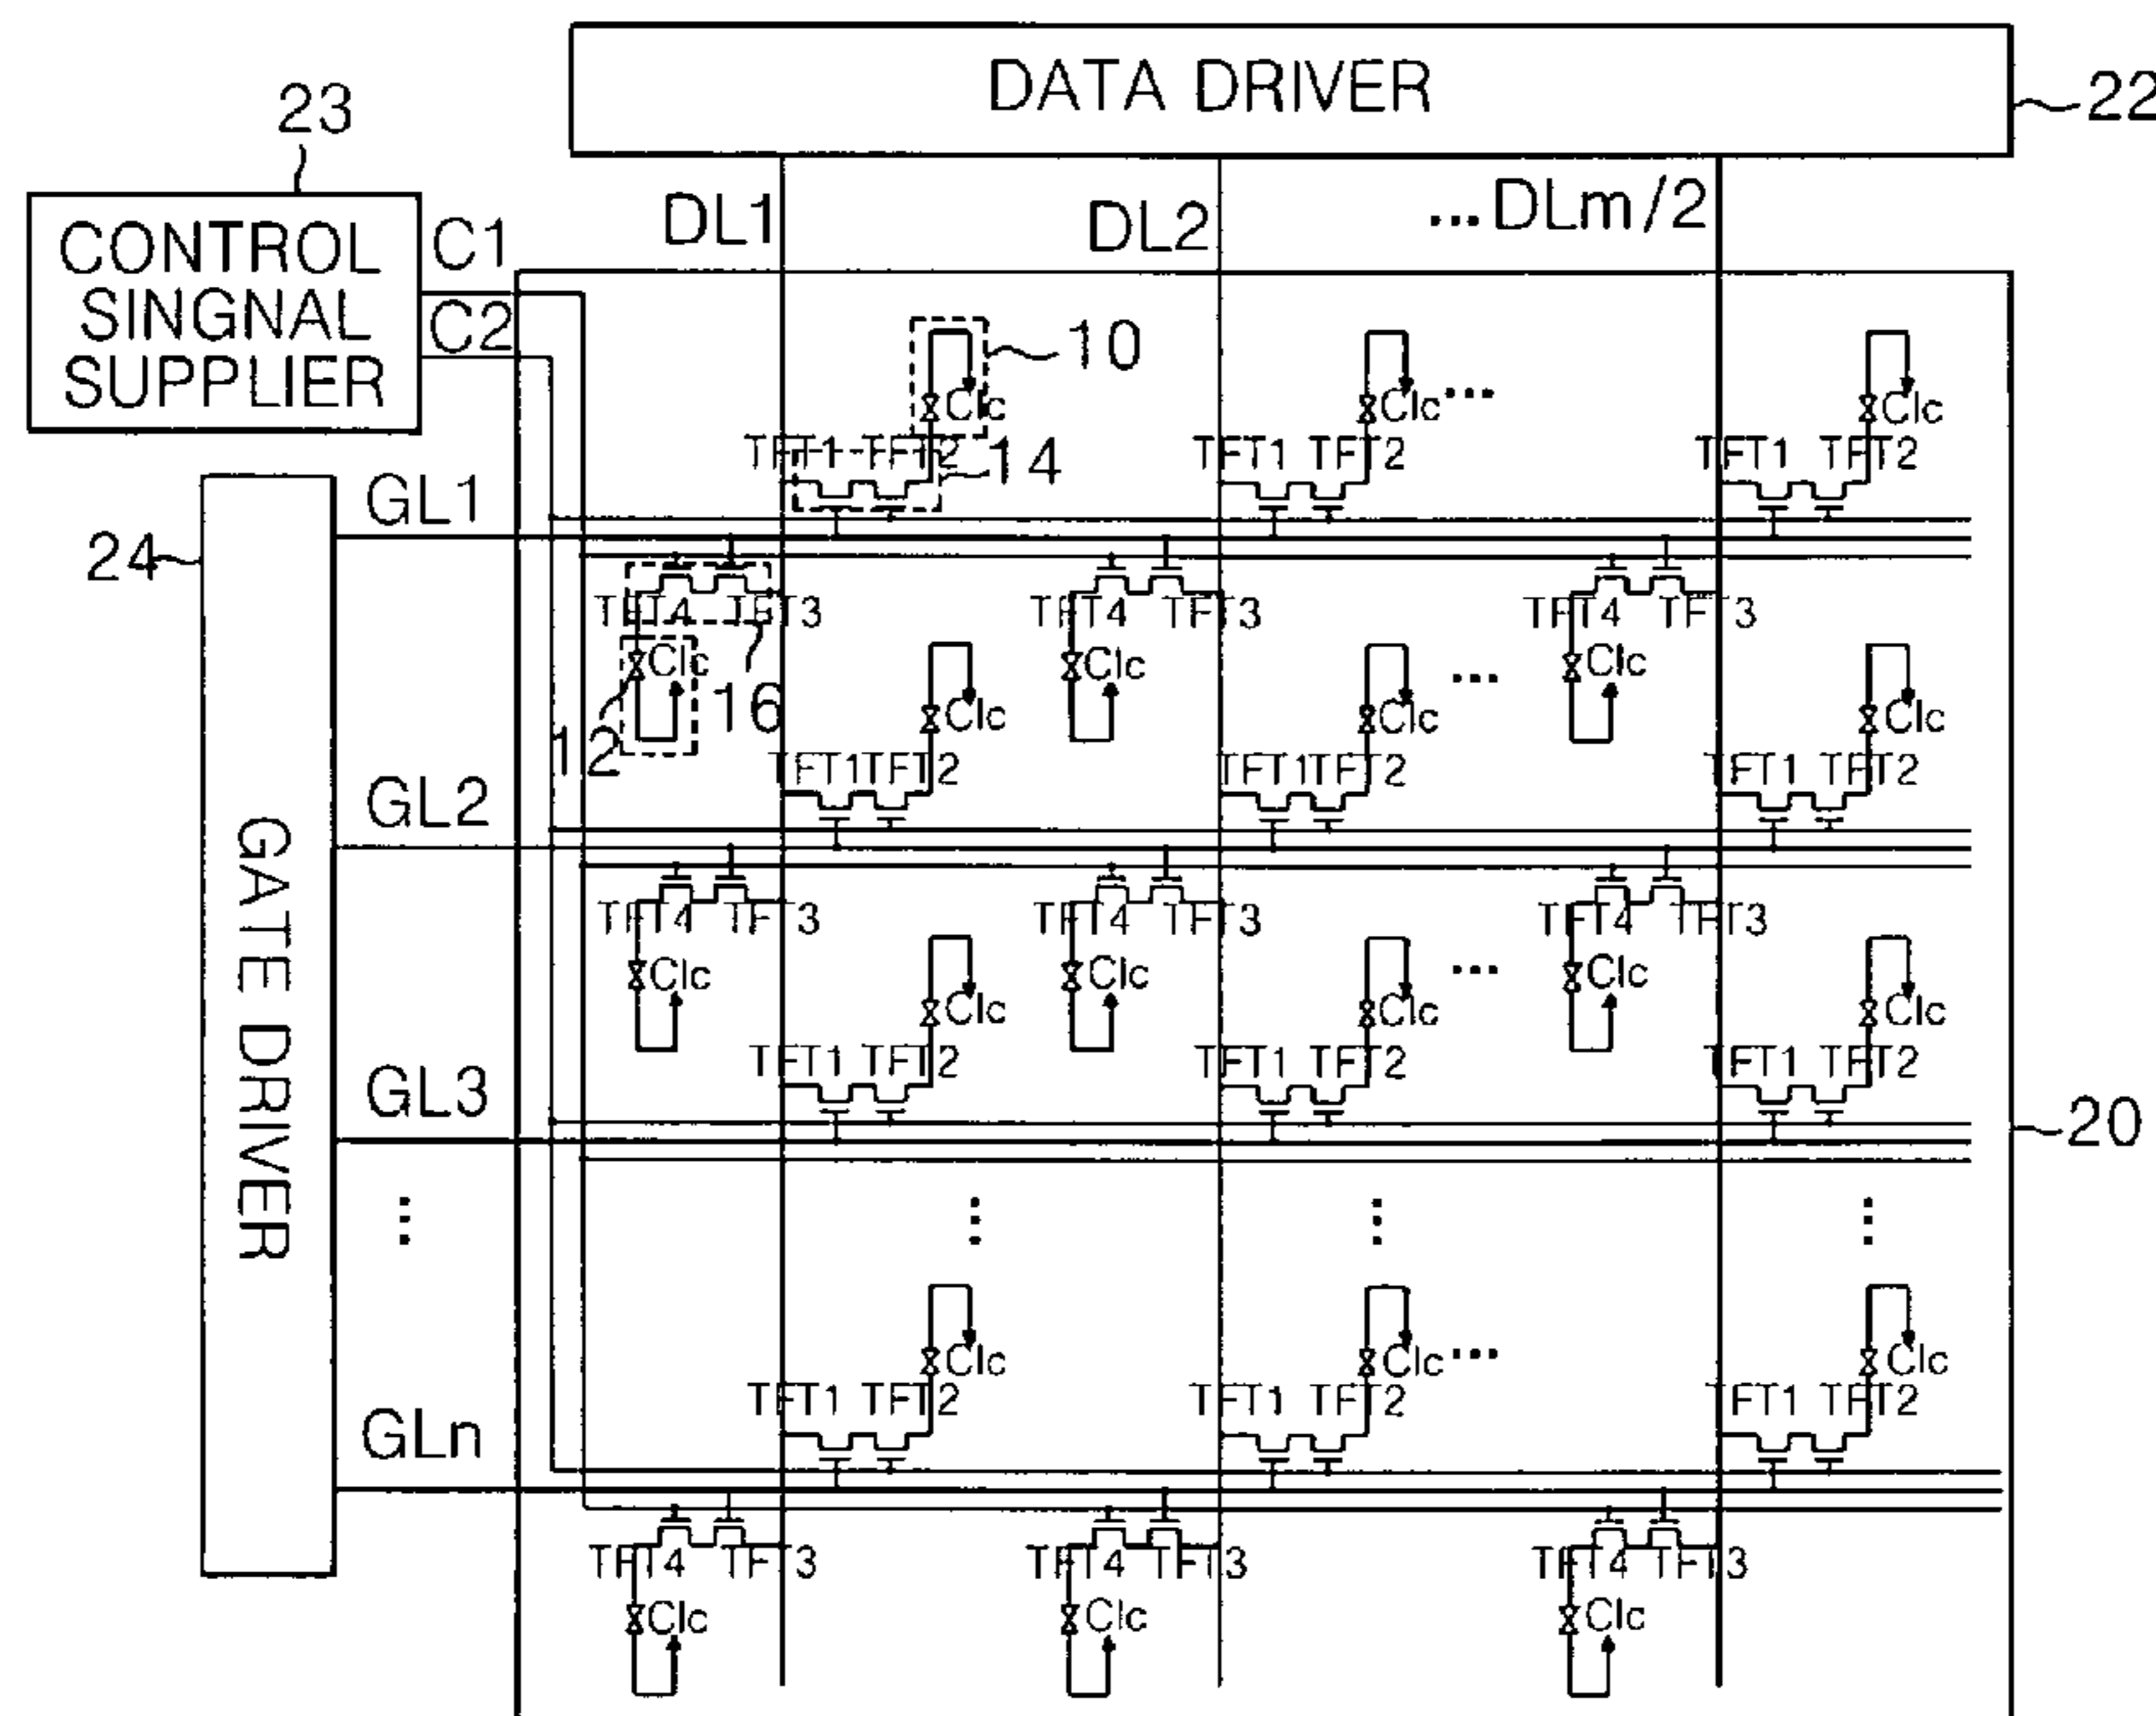 DATA DRIVER
22
23
CONTROL
SINGNAL
SUPPLIER
C1
C2
DL1
DL2
...DLm/2
10
Clc
Clc...
Clc
TFT1 TFT2
14
TFT1 TFT2
TFT1 TFT2
GL1
24
TFT4 TFT3
TFT4 TFT3
TFT4 TFT3
Clc
16
12
Clc
Clc
Clc
Clc
...
Clc
TFT1 TFT2
TFT1 TFT2
TFT1 TFT2
GL2
GATE DRIVER
TFT4 TFT3
TFT4 TFT3
TFT4 TFT3
Clc
Clc
Clc
Clc
Clc
...
Clc
TFT1 TFT2
TFT1 TFT2
TFT1 TFT2
GL3
20
...
...
...
...
Clc
Clc...
Clc
TFT1 TFT2
TFT1 TFT2
TFT1 TFT2
GLn
TFT4 TFT3
TFT4 TFT3
TFT4 TFT3
Clc
Clc
Clc